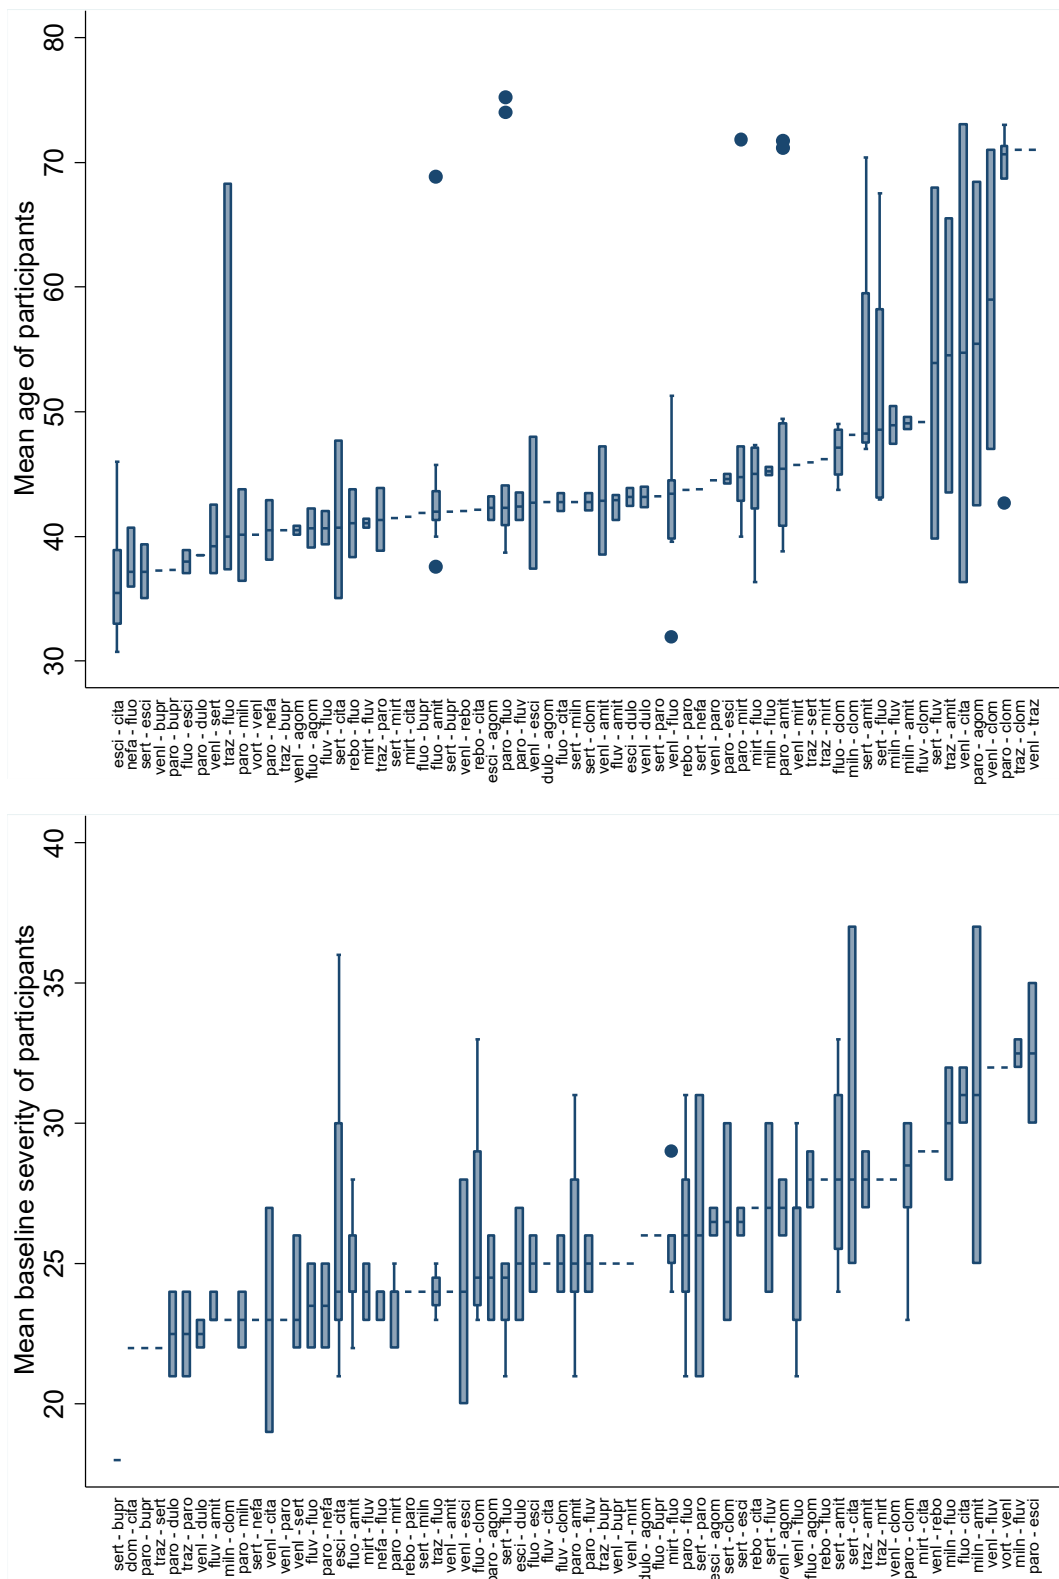 Mean age of participants
80
70
60
50
40
30
esci - cita
nefa - fluo
sert - esci
venl - bupr
paro - bupr
fluo - esci
paro - dulo
venl - sert
traz - fluo
paro - miln
vort - venl
paro - nefa
traz - bupr
venl - agom
fluo - agom
fluv - fluo
sert - cita
rebo - fluo
mirt - fluv
traz - paro
sert - mirt
mirt - cita
fluo - bupr
fluo - amit
sert - bupr
venl - rebo
rebo - cita
esci - agom
paro - fluo
paro - fluv
venl - esci
dulo - agom
fluo - cita
sert - miln
sert - clom
venl - amit
fluv - amit
esci - dulo
venl - dulo
sert - paro
venl - fluo
rebo - paro
sert - nefa
venl - paro
paro - esci
paro - mirt
mirt - fluo
miln - fluo
paro - amit
venl - mirt
traz - sert
traz - mirt
fluo - clom
miln - clom
sert - amit
sert - fluo
miln - fluv
miln - amit
fluv - clom
sert - fluv
traz - amit
venl - cita
paro - agom
venl - clom
paro - clom
traz - clom
venl - traz
Mean baseline severity of participants
40
35
30
25
20
sert - bupr
clom - cita
paro - bupr
traz - sert
paro - dulo
traz - paro
venl - dulo
fluv - amit
miln - clom
paro - miln
sert - nefa
venl - cita
venl - paro
venl - sert
fluv - fluo
paro - nefa
esci - cita
fluo - amit
mirt - fluv
nefa - fluo
paro - mirt
rebo - paro
sert - miln
traz - fluo
venl - amit
venl - esci
fluo - clom
paro - agom
sert - fluo
esci - dulo
fluo - esci
fluv - cita
fluv - clom
paro - amit
paro - fluv
traz - bupr
venl - bupr
venl - mirt
dulo - agom
fluo - bupr
mirt - fluo
paro - fluo
sert - paro
esci - agom
sert - clom
sert - esci
rebo - cita
sert - fluv
venl - agom
venl - fluo
fluo - agom
rebo - fluo
sert - amit
sert - cita
traz - amit
traz - mirt
venl - clom
paro - clom
mirt - cita
venl - rebo
miln - fluo
fluo - cita
miln - amit
venl - fluv
vort - venl
miln - fluv
paro - esci